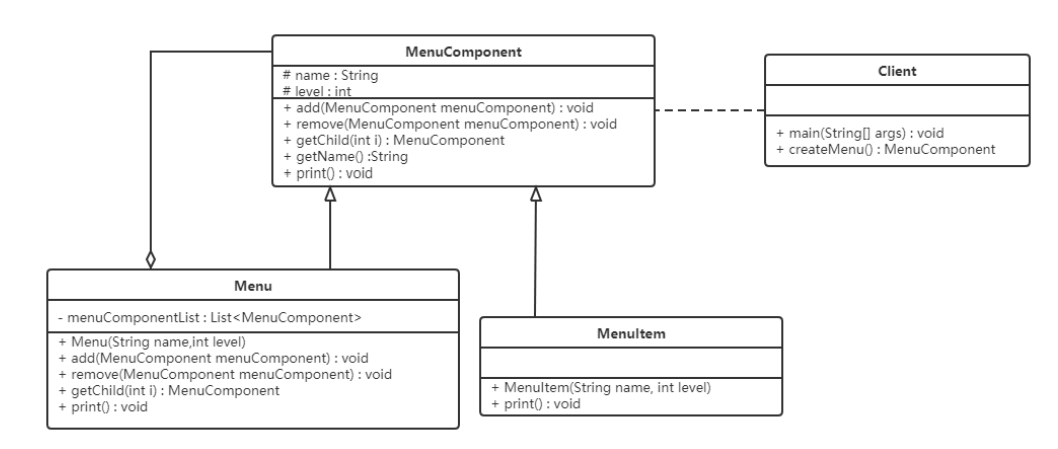 MenuComponent
# name : String
# level : int
+ add(MenuComponent menuComponent) : void
+ remove(MenuComponent menuComponent) : void
+ getChild(int i) : MenuComponent
+ getName() :String
+ print() : void
Client
+ main(String[] args) : void
+ createMenu() : MenuComponent
Menu
- menuComponentList : List<MenuComponent>
+ Menu(String name,int level)
+ add(MenuComponent menuComponent) : void
+ remove(MenuComponent menuComponent) : void
+ getChild(int i) : MenuComponent
+ print() : void
MenuItem
+ MenuItem(String name, int level)
+ print() : void